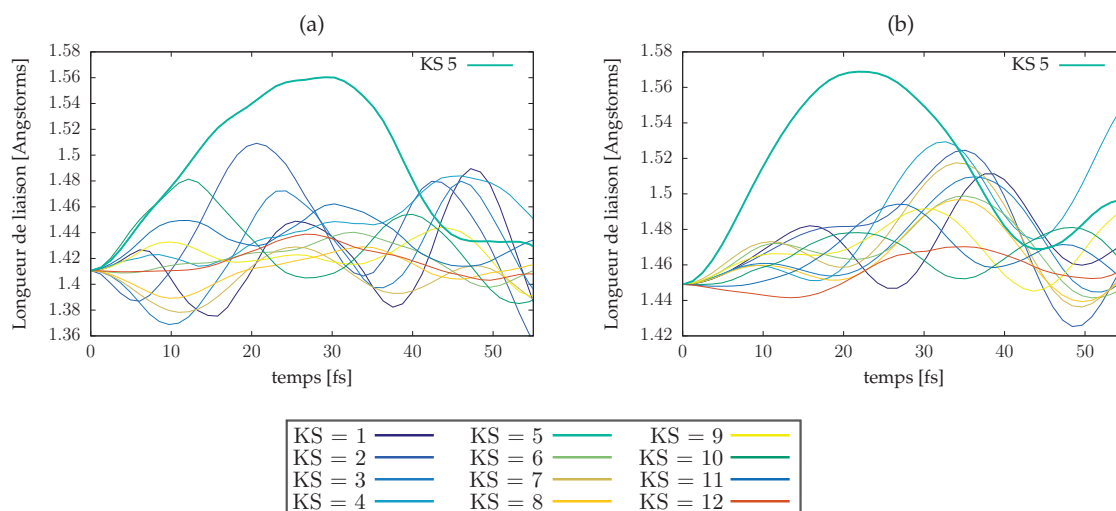 (a)
1.58
1.56
1.54
1.52
1.5
1.48
1.46
1.44
1.42
1.4
1.38
1.36
Longueur de liaison [Angstorms]
KS 5
0 10 20 30 40 50
temps [fs]
(b)
1.58
1.56
1.54
1.52
1.5
1.48
1.46
1.44
1.42
Longueur de liaison [Angstorms]
KS 5
0 10 20 30 40 50
temps [fs]
KS = 1 KS = 5 KS = 9
KS = 2 KS = 6 KS = 10
KS = 3 KS = 7 KS = 11
KS = 4 KS = 8 KS = 12